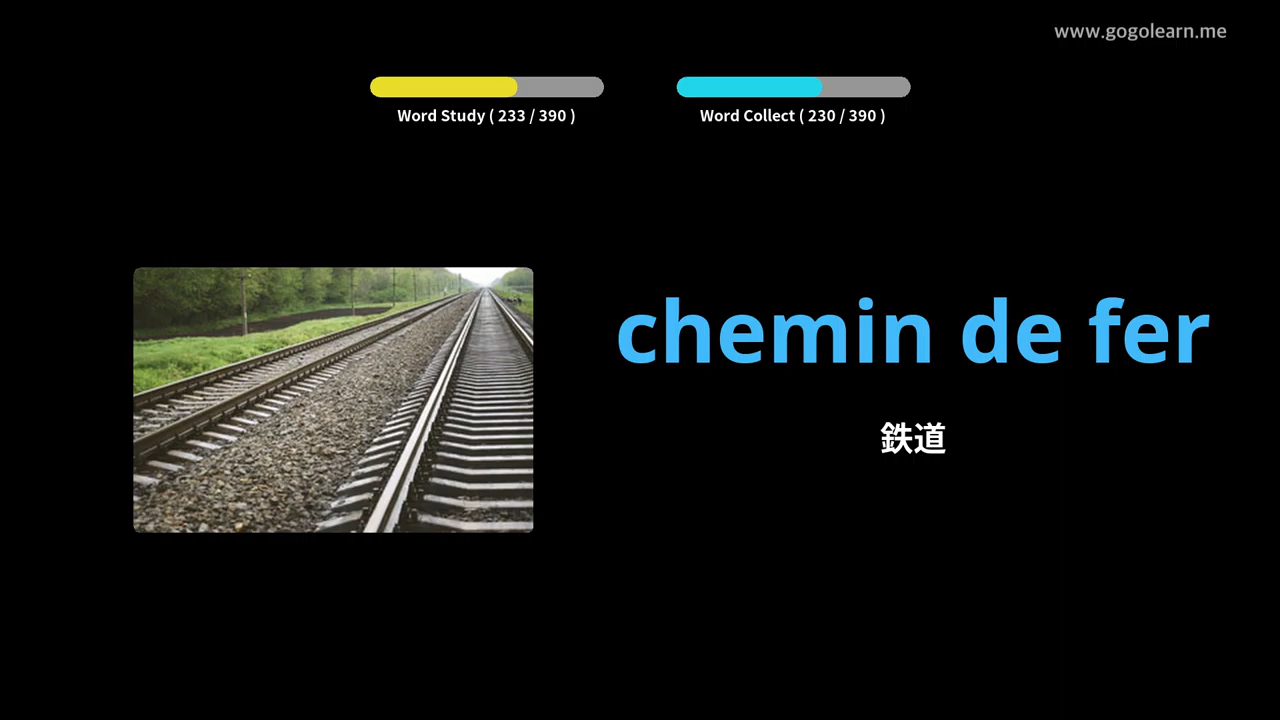 www.gogolearn.me
Word Study ( 233 / 390 )
Word Collect ( 230 / 390 )
chemin de fer
鉄道